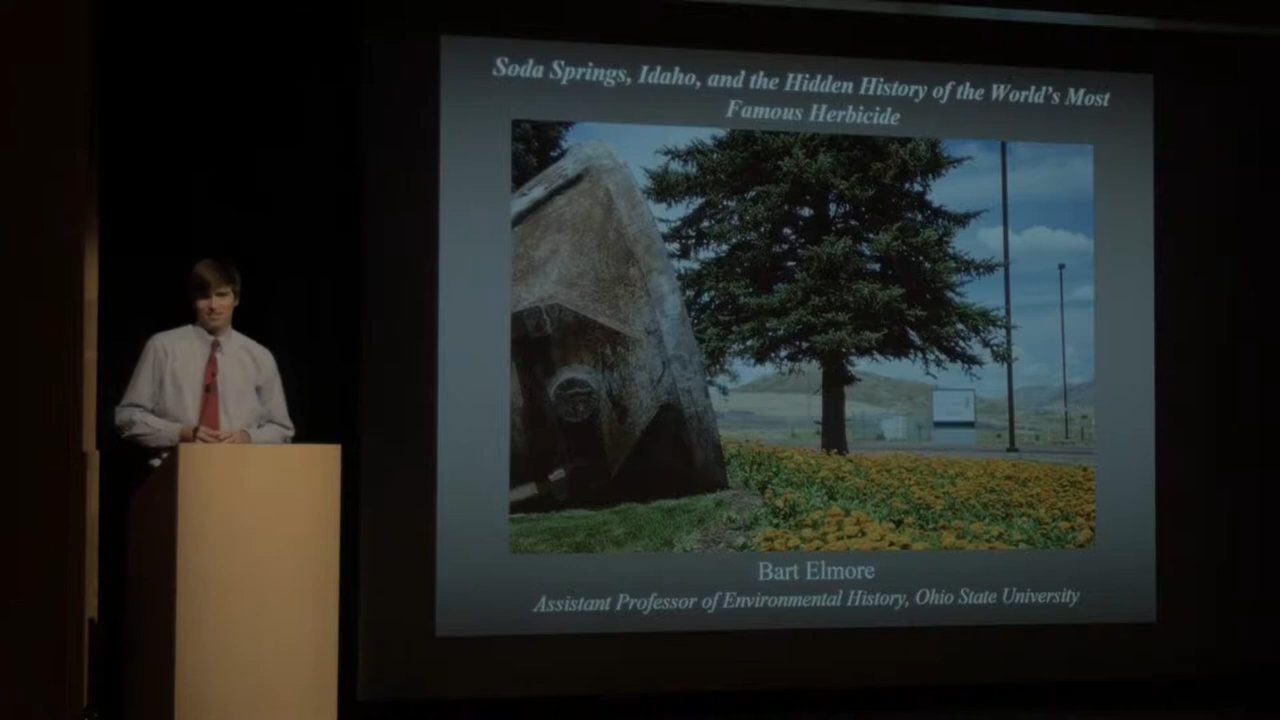 Soda Springs, Idaho, and the Hidden History of the World's Most
Famous Herbicide
Bart Elmore
Assistant Professor of Environmental History, Ohio State University